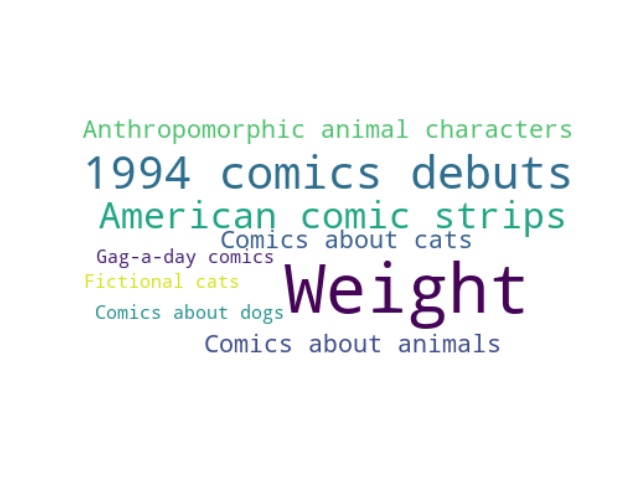 Anthropomorphic animal characters
1994 comics debuts
American comic strips
Comics about cats
Gag-a-day comics
Weight
Fictional cats
Comics about dogs
Comics about animals